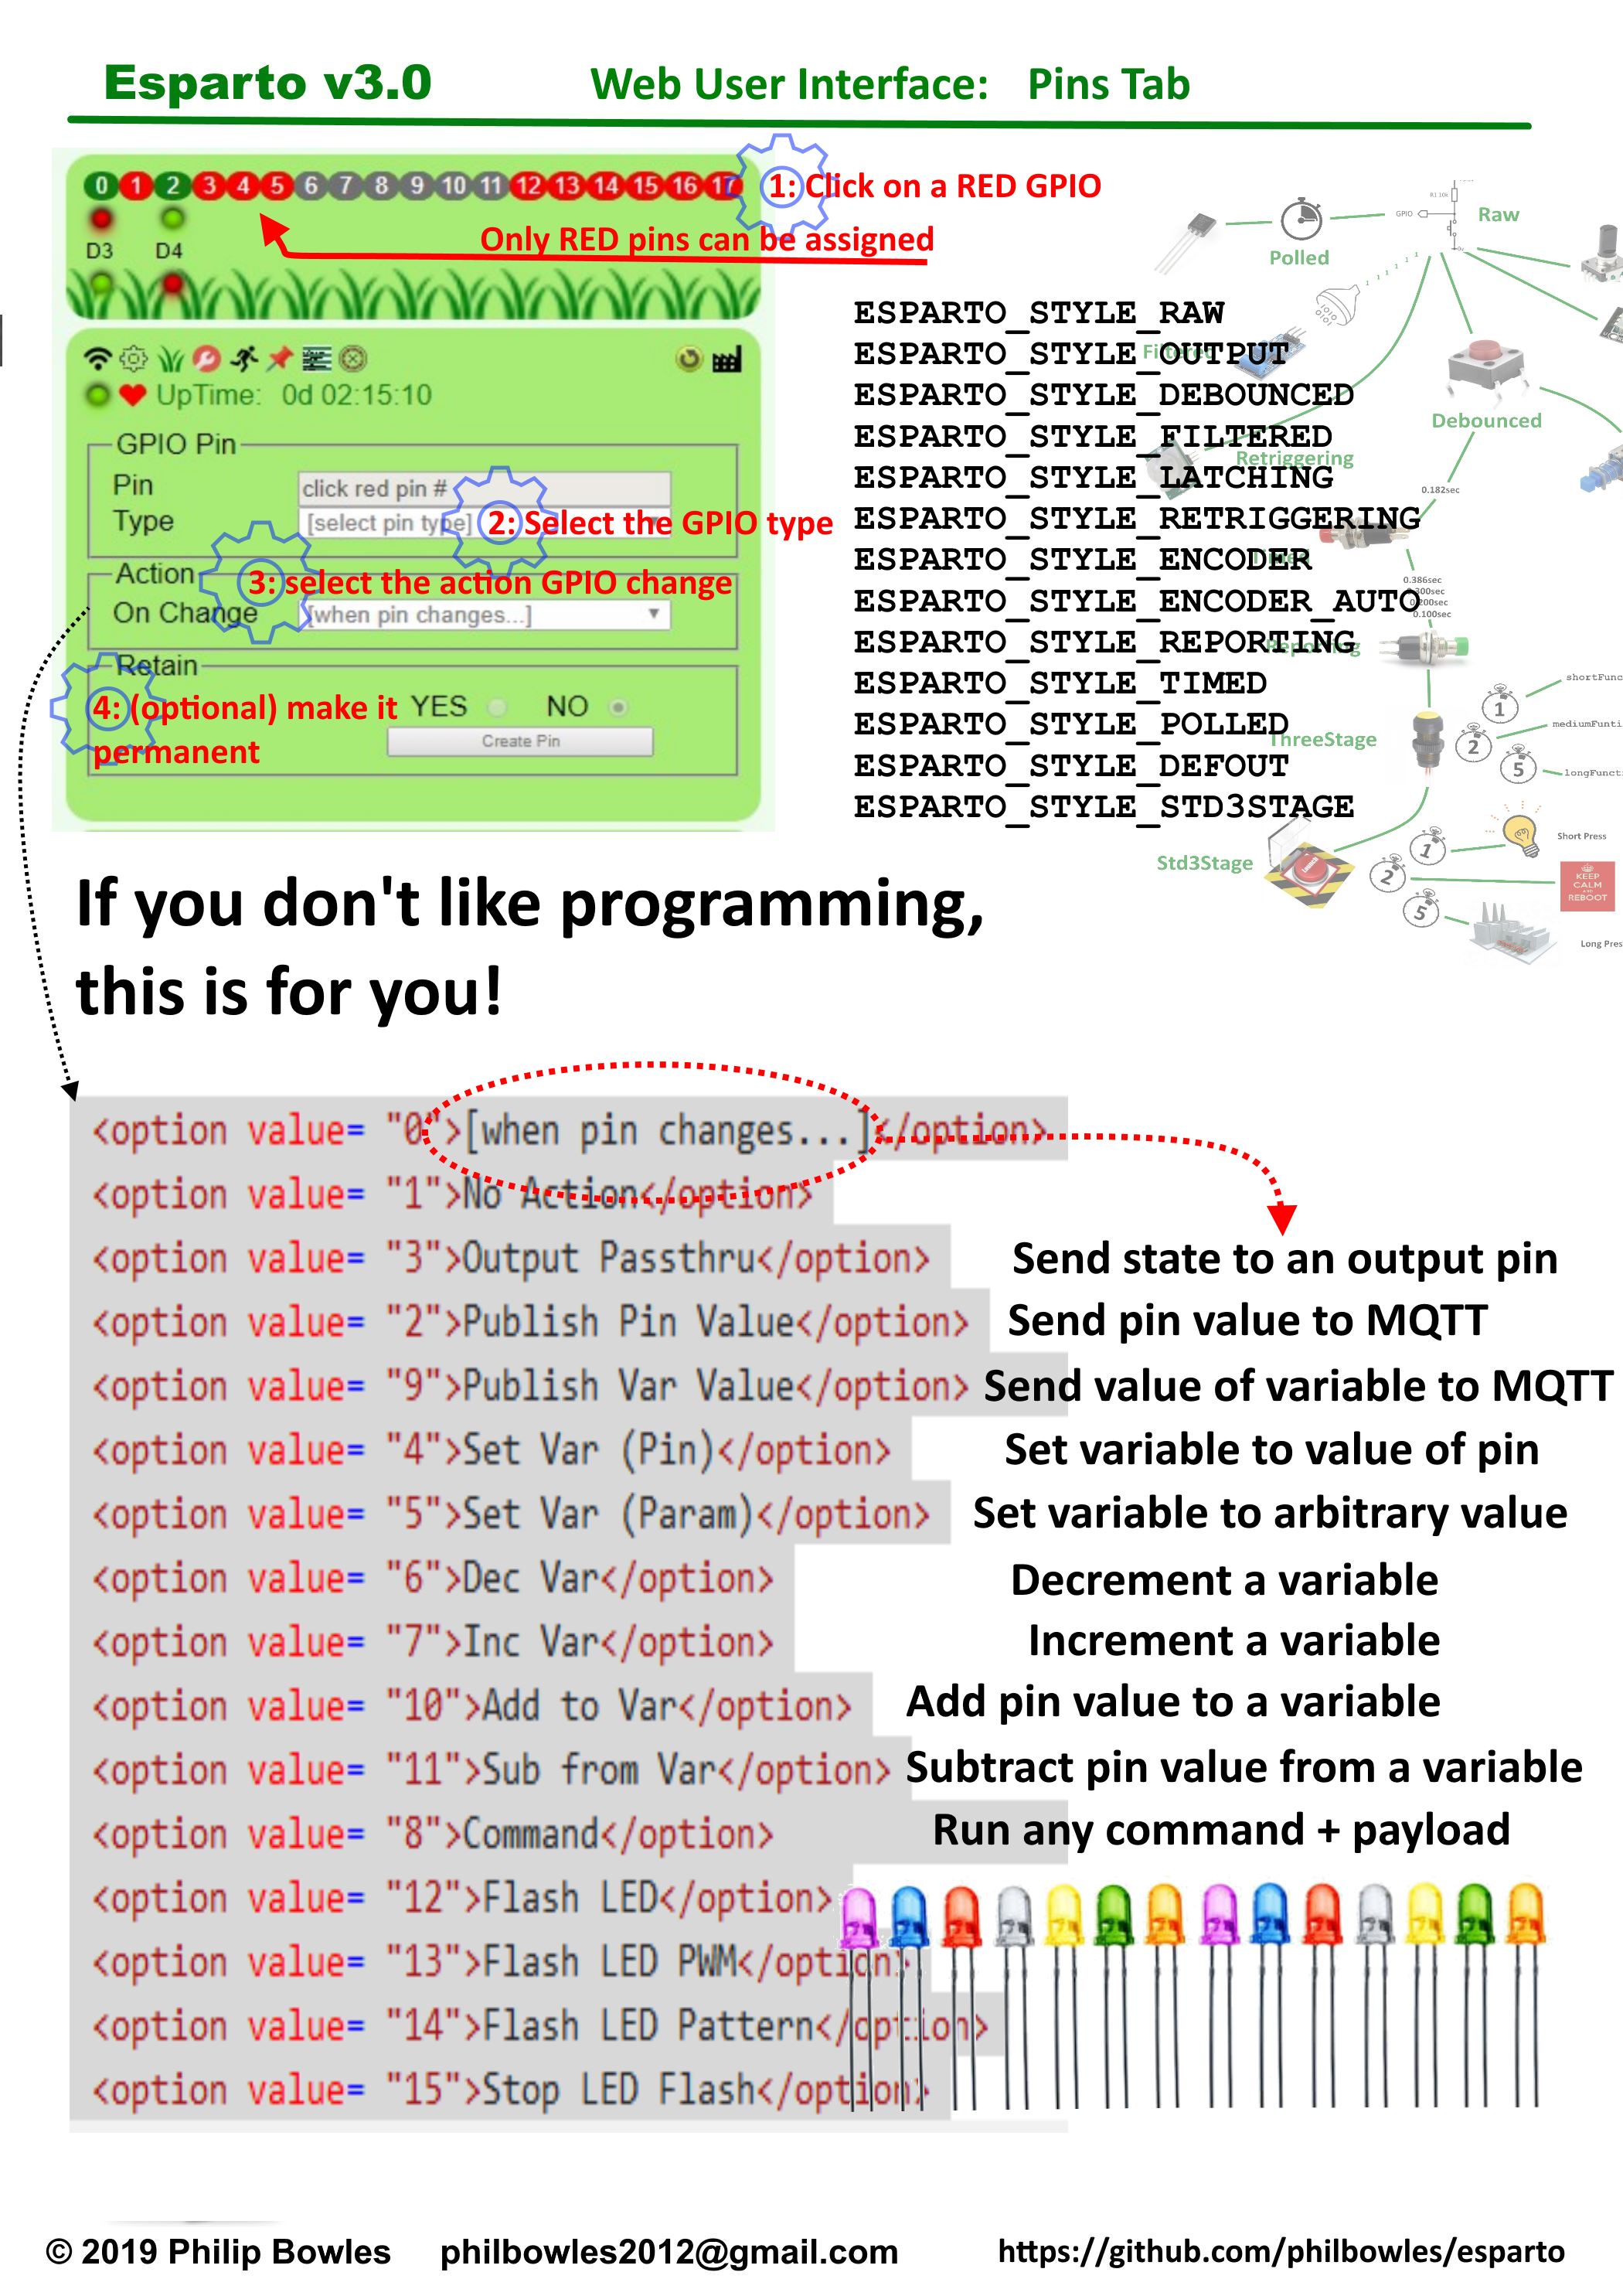 Esparto v3.0 Web User Interface: Pins Tab
0 1 2 3 4 5 6 7 8 9 10 11 12 13 14 15 16 17
1: Click on a RED GPIO
Only RED pins can be assigned
D3 D4
UpTime: 0d 02:15:10
GPIO Pin
Pin click red pin #
Type [select pin type]
2: Select the GPIO type
Action
3: select the action GPIO change
On Change [when pin changes...]
Retain
4: (optional) make it
permanent
YES NO
Create Pin
ESPARTO_STYLE_RAW
ESPARTO_STYLE_OUTPUT
ESPARTO_STYLE_DEBOUNCED
ESPARTO_STYLE_FILTERED
ESPARTO_STYLE_LATCHING
ESPARTO_STYLE_RETRIGGERING
ESPARTO_STYLE_ENCODER
ESPARTO_STYLE_ENCODER_AUTO
ESPARTO_STYLE_REPORTING
ESPARTO_STYLE_TIMED
ESPARTO_STYLE_POLLED
ESPARTO_STYLE_DEFOUT
ESPARTO_STYLE_STD3STAGE
R1 10k
GPIO
Raw
Polled
Filtered
Debounced
Retriggering
0.182sec
0.386sec
0.100sec
Reporting
ThreeStage
1
2
5
Std3Stage
1
2
5
Short Press
KEEP
CALM
REBOOT
If you don't like programming,
this is for you!
<option value= "0">[when pin changes...]</option>
<option value= "1">No Action</option>
<option value= "3">Output Passthru</option> Send state to an output pin
<option value= "2">Publish Pin Value</option> Send pin value to MQTT
<option value= "9">Publish Var Value</option> Send value of variable to MQTT
<option value= "4">Set Var (Pin)</option> Set variable to value of pin
<option value= "5">Set Var (Param)</option> Set variable to arbitrary value
<option value= "6">Dec Var</option> Decrement a variable
<option value= "7">Inc Var</option> Increment a variable
<option value= "10">Add to Var</option> Add pin value to a variable
<option value= "11">Sub from Var</option> Subtract pin value from a variable
<option value= "8">Command</option> Run any command + payload
<option value= "12">Flash LED</option>
<option value= "13">Flash LED PWM</option>
<option value= "14">Flash LED Pattern</option>
<option value= "15">Stop LED Flash</option>
© 2019 Philip Bowles philbowles2012@gmail.com https://github.com/philbowles/esparto